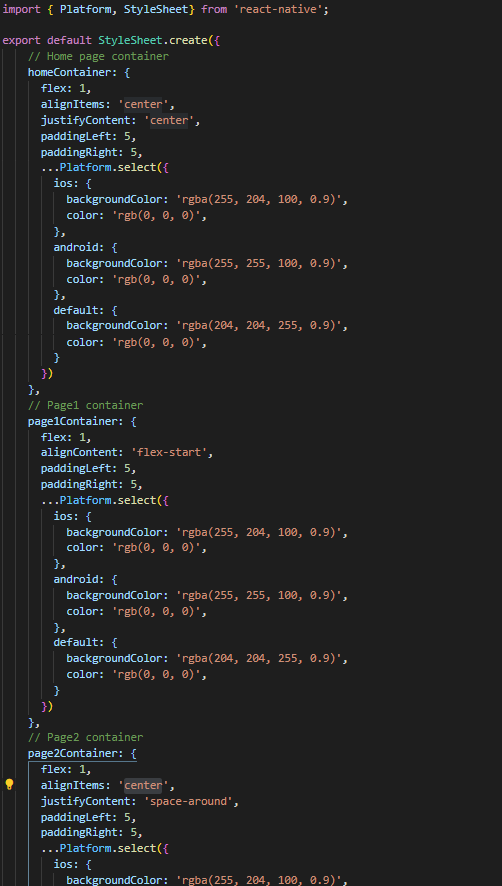 import { Platform, StyleSheet} from 'react-native';
export default StyleSheet.create({
// Home page container
homeContainer: {
flex: 1,
alignItems: 'center',
justifyContent: 'center',
paddingLeft: 5,
paddingRight: 5,
...Platform.select({
ios: {
backgroundColor: 'rgba(255, 204, 100, 0.9)',
color: 'rgb(0, 0, 0)',
},
android: {
backgroundColor: 'rgba(255, 255, 100, 0.9)',
color: 'rgb(0, 0, 0)',
},
default: {
backgroundColor: 'rgba(204, 204, 255, 0.9)',
color: 'rgb(0, 0, 0)',
}
})
},
// Page1 container
page1Container: {
flex: 1,
alignContent: 'flex-start',
paddingLeft: 5,
paddingRight: 5,
...Platform.select({
ios: {
backgroundColor: 'rgba(255, 204, 100, 0.9)',
color: 'rgb(0, 0, 0)',
},
android: {
backgroundColor: 'rgba(255, 255, 100, 0.9)',
color: 'rgb(0, 0, 0)',
},
default: {
backgroundColor: 'rgba(204, 204, 255, 0.9)',
color: 'rgb(0, 0, 0)',
}
})
},
// Page2 container
page2Container: {
flex: 1,
alignItems: 'center',
justifyContent: 'space-around',
paddingLeft: 5,
paddingRight: 5,
...Platform.select({
ios: {
backgroundColor: 'rgba(255, 204, 100, 0.9)',